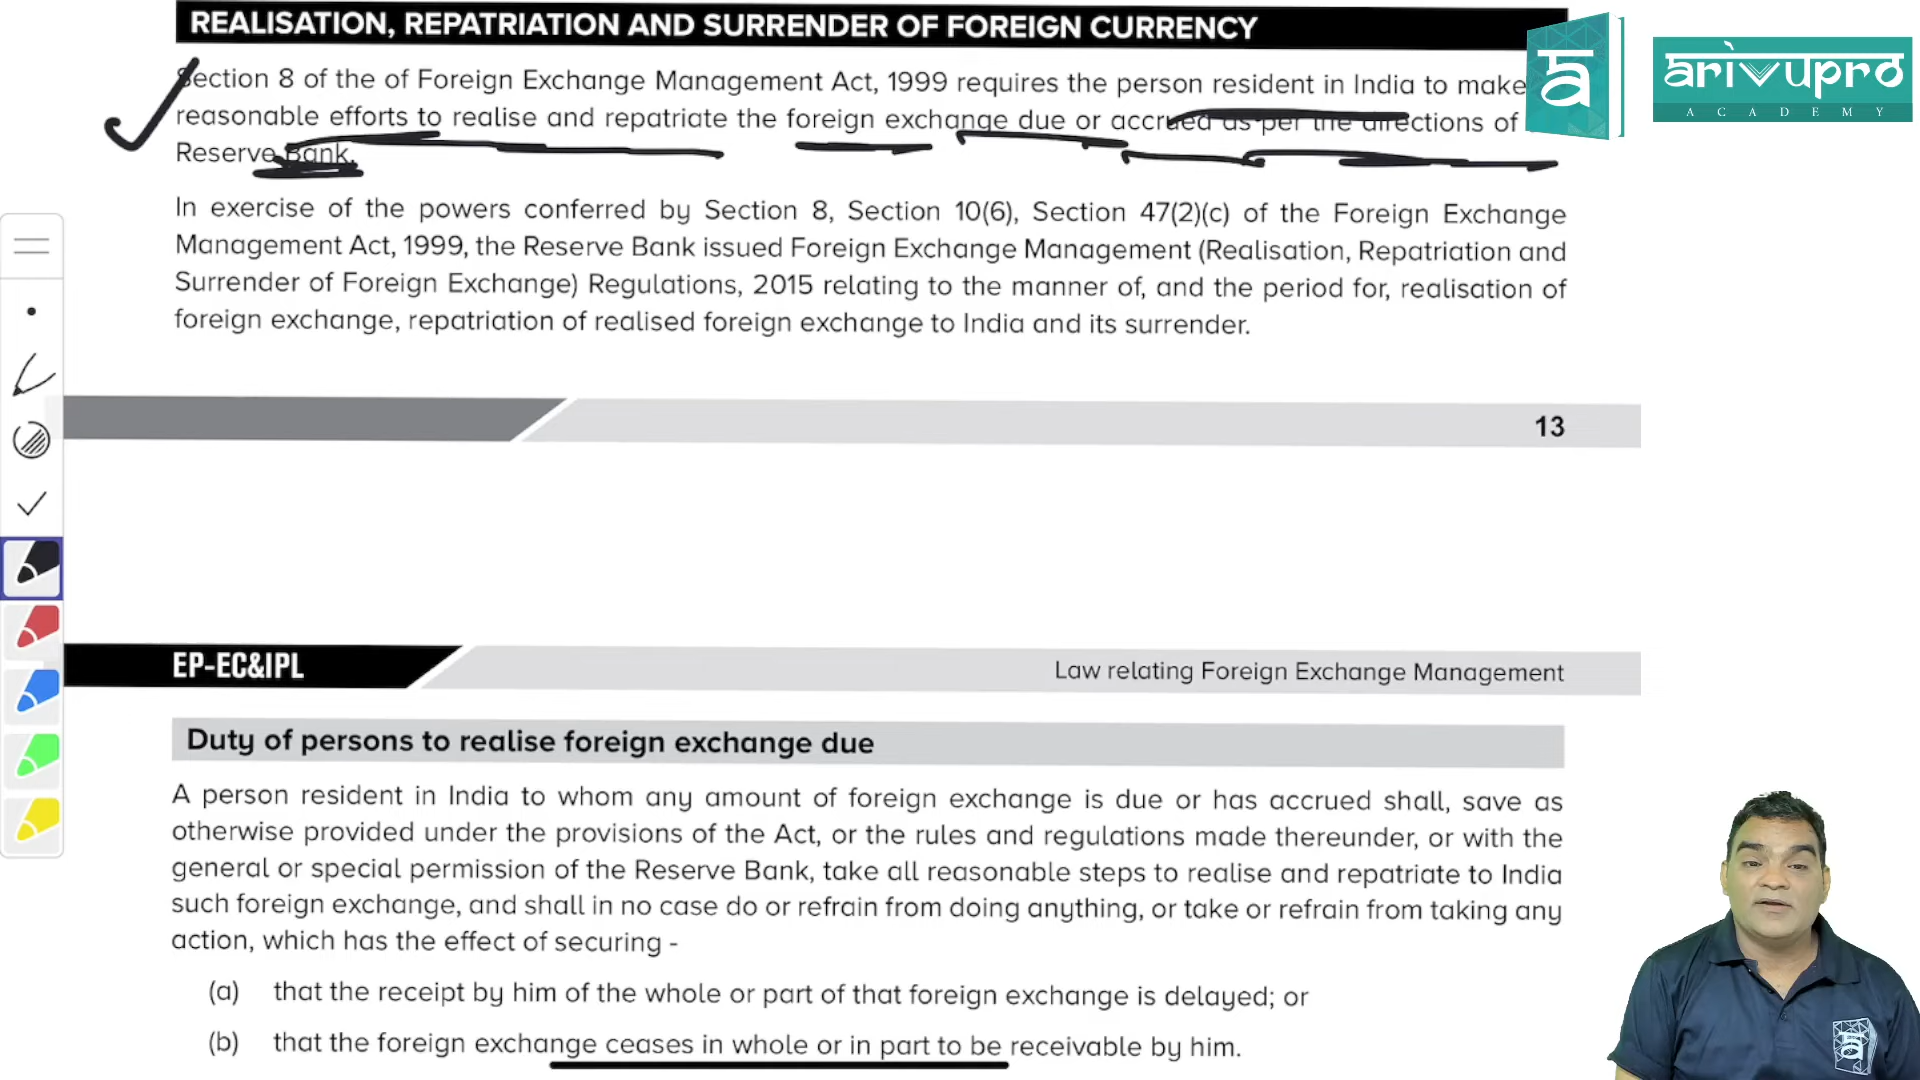 REALISATION, REPATRIATION AND SURRENDER OF FOREIGN CURRENCY
Section 8 of the of Foreign Exchange Management Act, 1999 requires the person resident in India to make
reasonable efforts to realise and repatriate the foreign exchange due or accrued as per the directions of
Reserve Bank.
In exercise of the powers conferred by Section 8, Section 10(6), Section 47(2)(c) of the Foreign Exchange
Management Act, 1999, the Reserve Bank issued Foreign Exchange Management (Realisation, Repatriation and
Surrender of Foreign Exchange) Regulations, 2015 relating to the manner of, and the period for, realisation of
foreign exchange, repatriation of realised foreign exchange to India and its surrender.
13
EP-EC&IPL
Law relating Foreign Exchange Management
Duty of persons to realise foreign exchange due
A person resident in India to whom any amount of foreign exchange is due or has accrued shall, save as
otherwise provided under the provisions of the Act, or the rules and regulations made thereunder, or with the
general or special permission of the Reserve Bank, take all reasonable steps to realise and repatriate to India
such foreign exchange, and shall in no case do or refrain from doing anything, or take or refrain from taking any
action, which has the effect of securing -
(a) that the receipt by him of the whole or part of that foreign exchange is delayed; or
(b) that the foreign exchange ceases in whole or in part to be receivable by him.
ā
arivupro
ACADEMY
ā